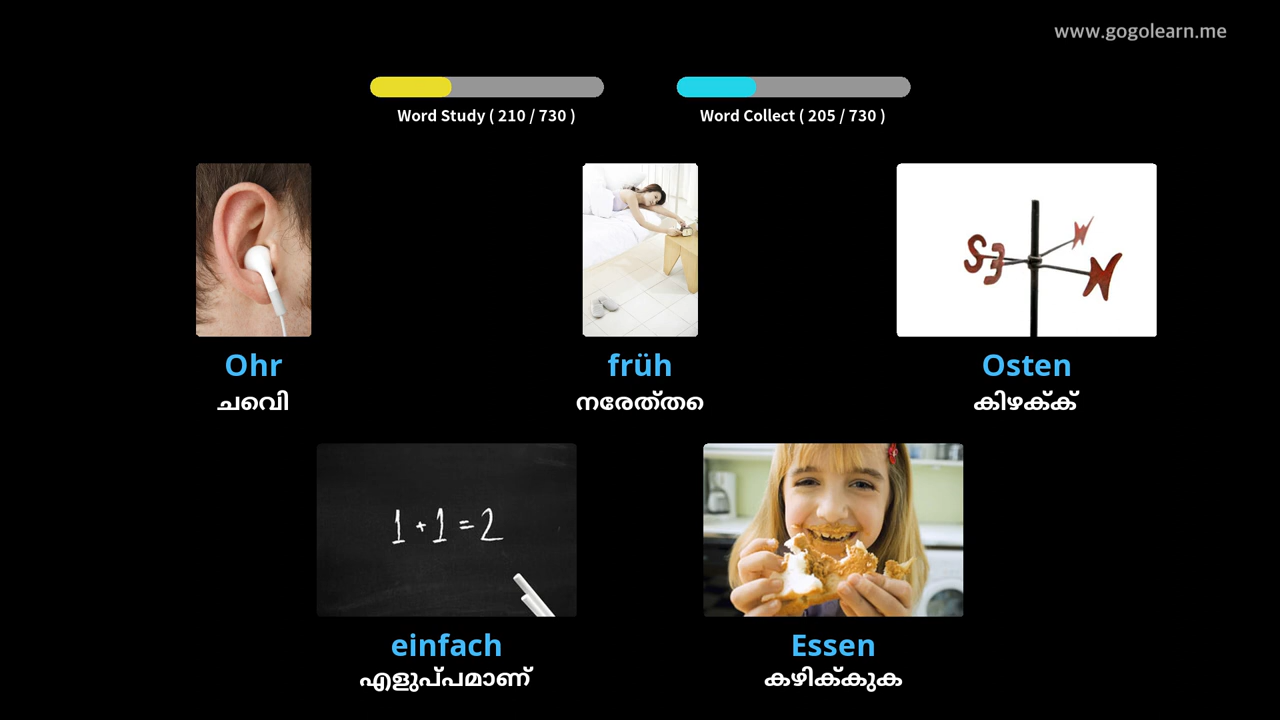 www.gogolearn.me
Word Study ( 210 / 730 )
Word Collect ( 205 / 730 )
S
3
N
N
Ohr
früh
Osten
ചെവി
നേരത്തെ
കിഴക്ക്
1 + 1 = 2
einfach
Essen
എളുപ്പമാണ്
കഴിക്കുക